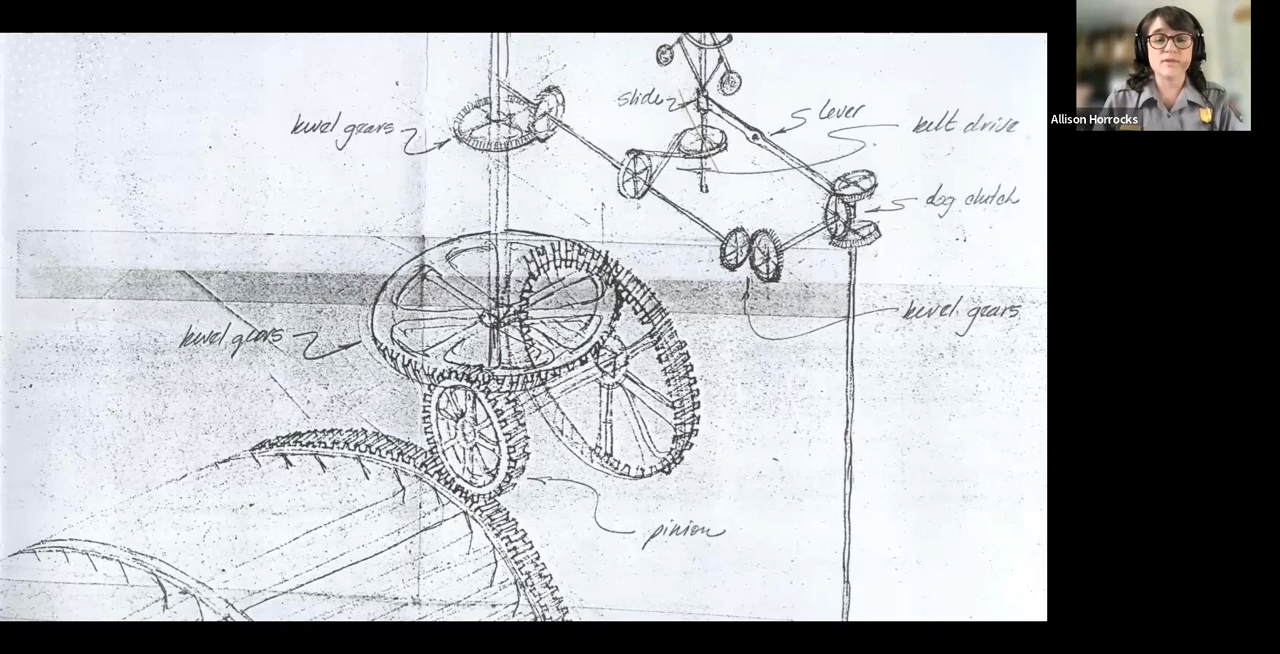 slide
lever
belt drive
bevel gears
dog clutch
bevel gears
bevel gears
pinion
Allison Horrocks